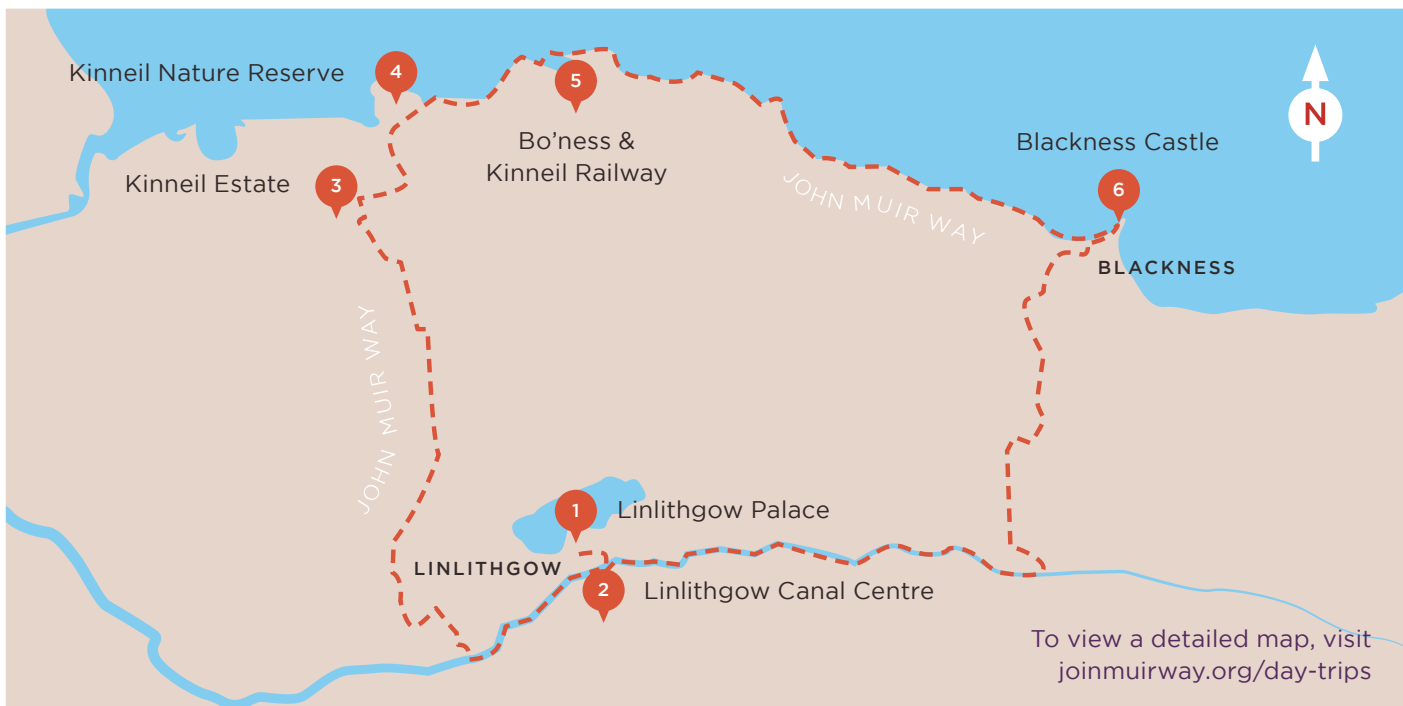 Kinneil Nature Reserve
4
5
N
Bo'ness &
Kinneil Railway
Blackness Castle
Kinneil Estate
3
6
JOHN MUIR WAY
BLACKNESS
JOHN MUIR WAY
1
Linlithgow Palace
LINLITHGOW
2
Linlithgow Canal Centre
To view a detailed map, visit
joinmuirway.org/day-trips